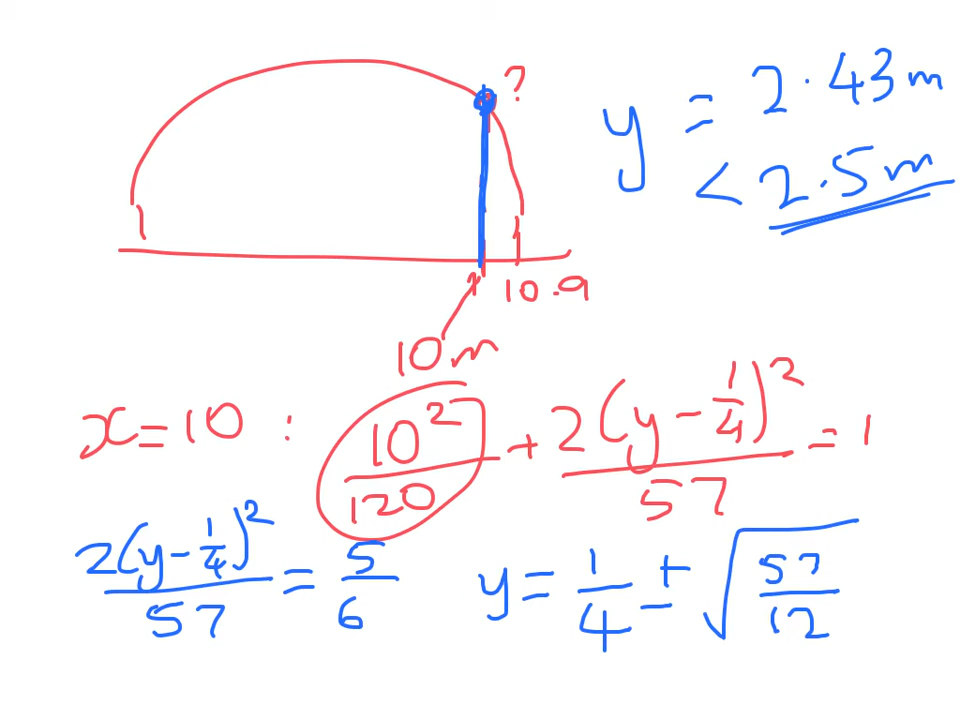 ?
y = 2.43m
< 2.5m
10.9
10m
x = 10 : 10²/120 + 2(y - 1/4)²/57 = 1
2(y - 1/4)²/57 = 5/6
y = 1/4 ± √(57/12)